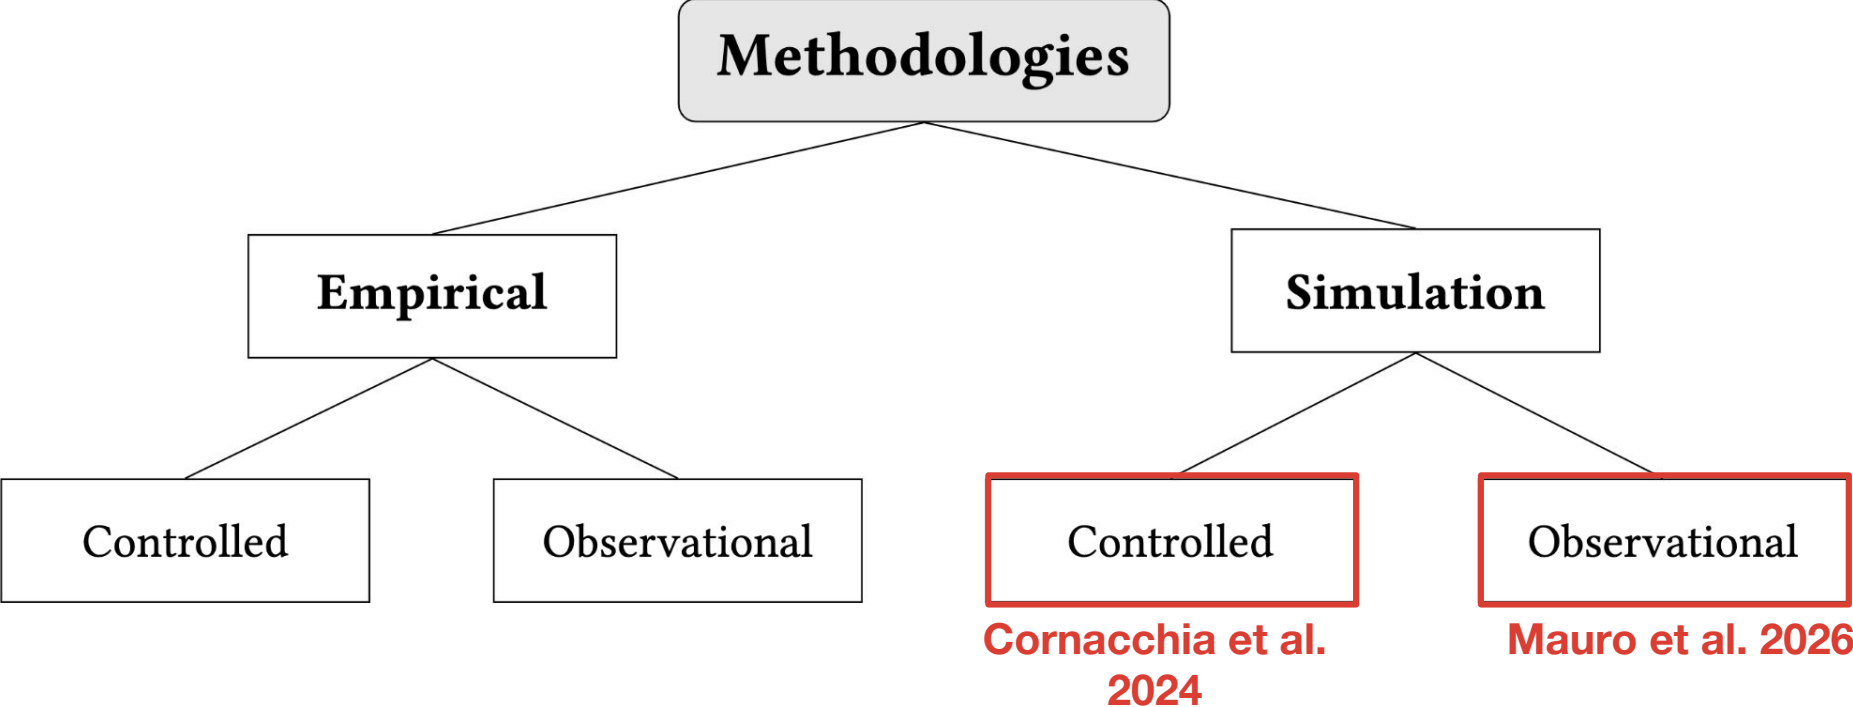 Methodologies
Empirical
Simulation
Controlled
Observational
Controlled
Observational
Cornacchia et al.
2024
Mauro et al. 2026